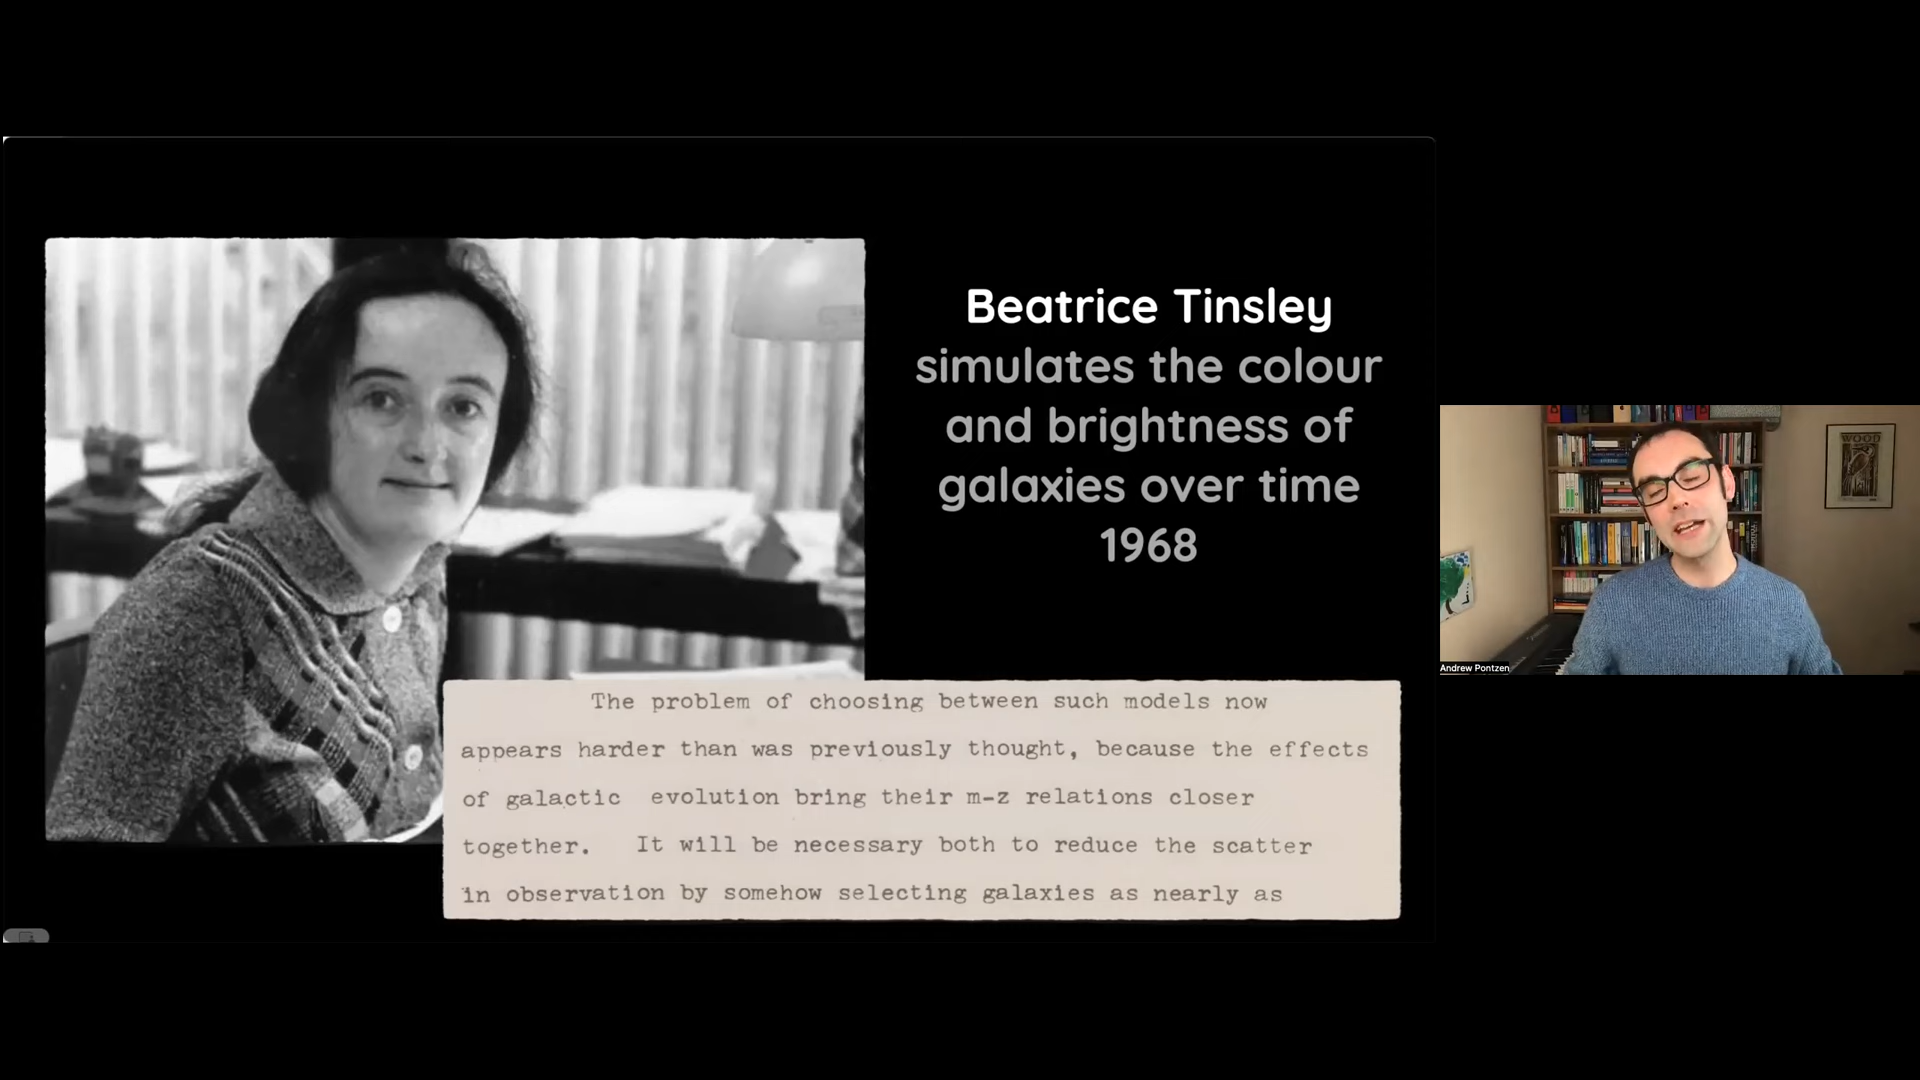 Beatrice Tinsley
simulates the colour
and brightness of
galaxies over time
1968
The problem of choosing between such models now
appears harder than was previously thought, because the effects
of galactic evolution bring their m-z relations closer
together. It will be necessary both to reduce the scatter
in observation by somehow selecting galaxies as nearly as
WOOD
Andrew Pontzen